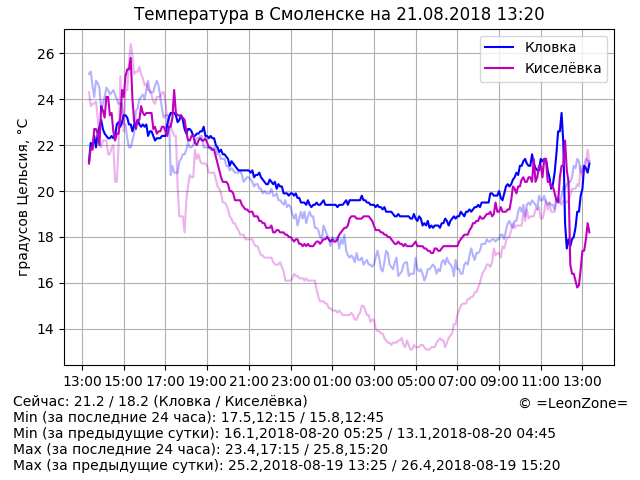 Температура в Смоленске на 21.08.2018 13:20
градусов Цельсия, °C
26
24
22
20
18
16
14
Кловка
Киселёвка
13:00 15:00 17:00 19:00 21:00 23:00 01:00 03:00 05:00 07:00 09:00 11:00 13:00
Сейчас: 21.2 / 18.2 (Кловка / Киселёвка)
© =LeonZone=
Min (за последние 24 часа): 17.5,12:15 / 15.8,12:45
Min (за предыдущие сутки): 16.1,2018-08-20 05:25 / 13.1,2018-08-20 04:45
Max (за последние 24 часа): 23.4,17:15 / 25.8,15:20
Max (за предыдущие сутки): 25.2,2018-08-19 13:25 / 26.4,2018-08-19 15:20